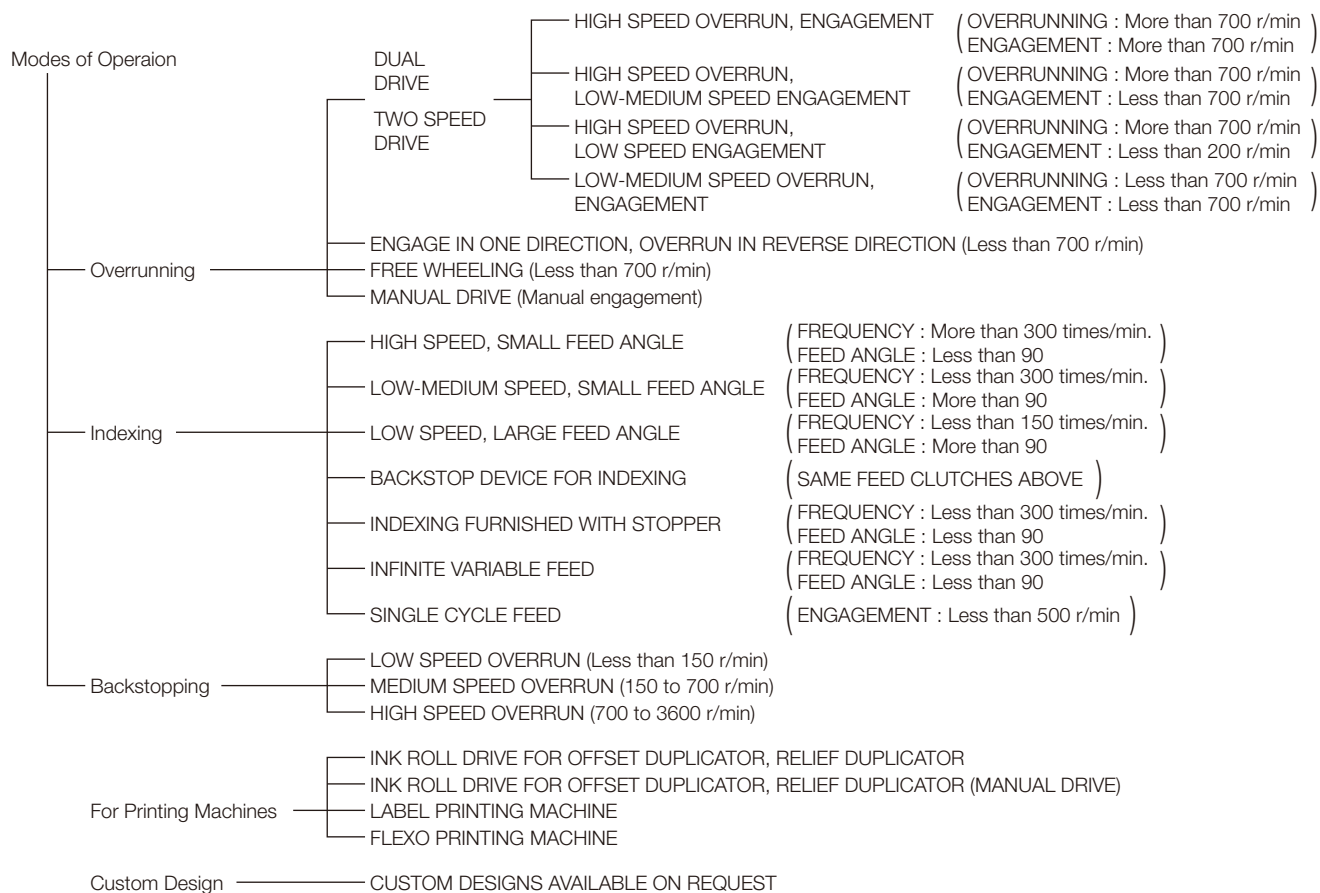 Modes of Operaion
DUAL
DRIVE
TWO SPEED
DRIVE
HIGH SPEED OVERRUN, ENGAGEMENT
(OVERRUNNING : More than 700 r/min
ENGAGEMENT : More than 700 r/min)
HIGH SPEED OVERRUN,
LOW-MEDIUM SPEED ENGAGEMENT
(OVERRUNNING : More than 700 r/min
ENGAGEMENT : Less than 700 r/min)
HIGH SPEED OVERRUN,
LOW SPEED ENGAGEMENT
(OVERRUNNING : More than 700 r/min
ENGAGEMENT : Less than 200 r/min)
LOW-MEDIUM SPEED OVERRUN,
ENGAGEMENT
(OVERRUNNING : Less than 700 r/min
ENGAGEMENT : Less than 700 r/min)
Overrunning
ENGAGE IN ONE DIRECTION, OVERRUN IN REVERSE DIRECTION (Less than 700 r/min)
FREE WHEELING (Less than 700 r/min)
MANUAL DRIVE (Manual engagement)
Indexing
HIGH SPEED, SMALL FEED ANGLE
(FREQUENCY : More than 300 times/min.
FEED ANGLE : Less than 90)
LOW-MEDIUM SPEED, SMALL FEED ANGLE
(FREQUENCY : Less than 300 times/min.
FEED ANGLE : More than 90)
LOW SPEED, LARGE FEED ANGLE
(FREQUENCY : Less than 150 times/min.
FEED ANGLE : More than 90)
BACKSTOP DEVICE FOR INDEXING
(SAME FEED CLUTCHES ABOVE)
INDEXING FURNISHED WITH STOPPER
(FREQUENCY : Less than 300 times/min.
FEED ANGLE : Less than 90)
INFINITE VARIABLE FEED
(FREQUENCY : Less than 300 times/min.
FEED ANGLE : Less than 90)
SINGLE CYCLE FEED
(ENGAGEMENT : Less than 500 r/min)
Backstopping
LOW SPEED OVERRUN (Less than 150 r/min)
MEDIUM SPEED OVERRUN (150 to 700 r/min)
HIGH SPEED OVERRUN (700 to 3600 r/min)
For Printing Machines
INK ROLL DRIVE FOR OFFSET DUPLICATOR, RELIEF DUPLICATOR
INK ROLL DRIVE FOR OFFSET DUPLICATOR, RELIEF DUPLICATOR (MANUAL DRIVE)
LABEL PRINTING MACHINE
FLEXO PRINTING MACHINE
Custom Design
CUSTOM DESIGNS AVAILABLE ON REQUEST